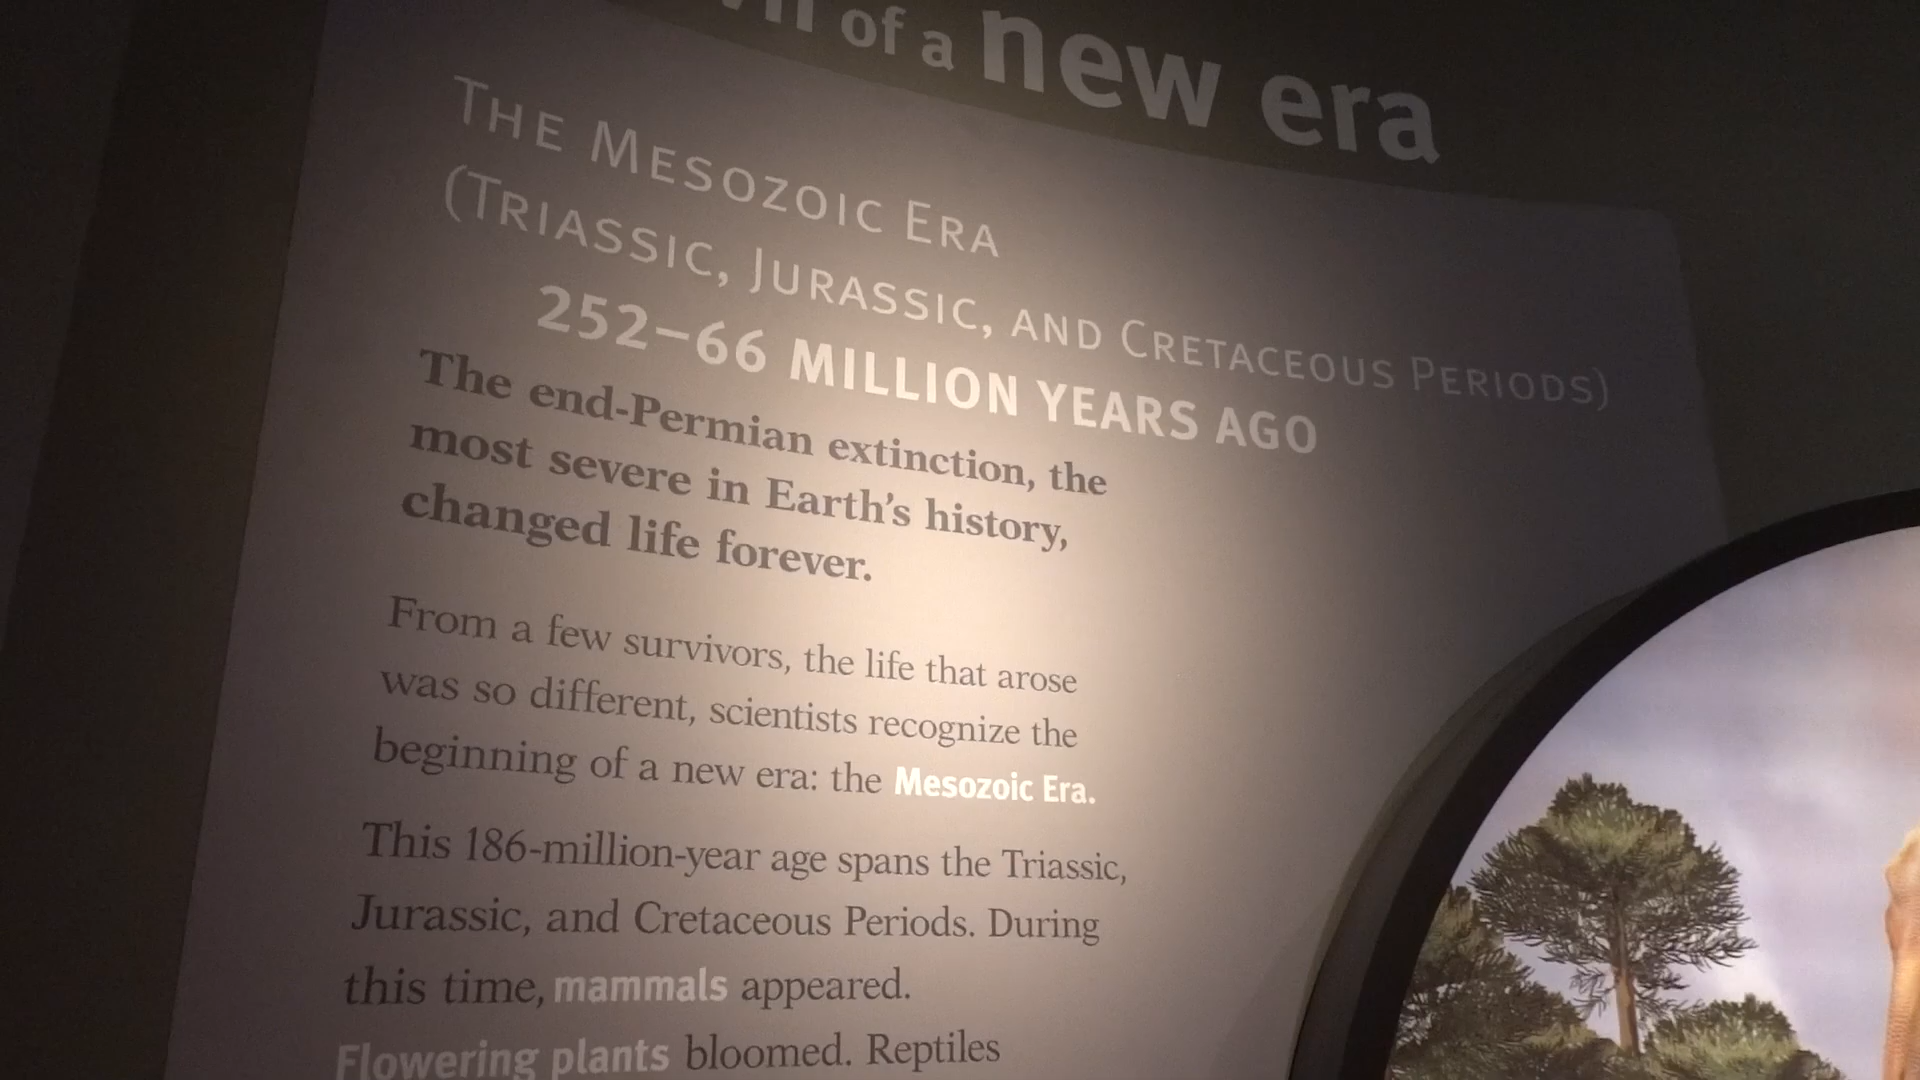 of a new era
THE MESOZOIC ERA
(TRIASSIC, JURASSIC, AND CRETACEOUS PERIODS)
252–66 MILLION YEARS AGO
The end-Permian extinction, the
most severe in Earth's history,
changed life forever.
From a few survivors, the life that arose
was so different, scientists recognize the
beginning of a new era: the Mesozoic Era.
This 186-million-year age spans the Triassic,
Jurassic, and Cretaceous Periods. During
this time, mammals appeared.
Flowering plants bloomed. Reptiles